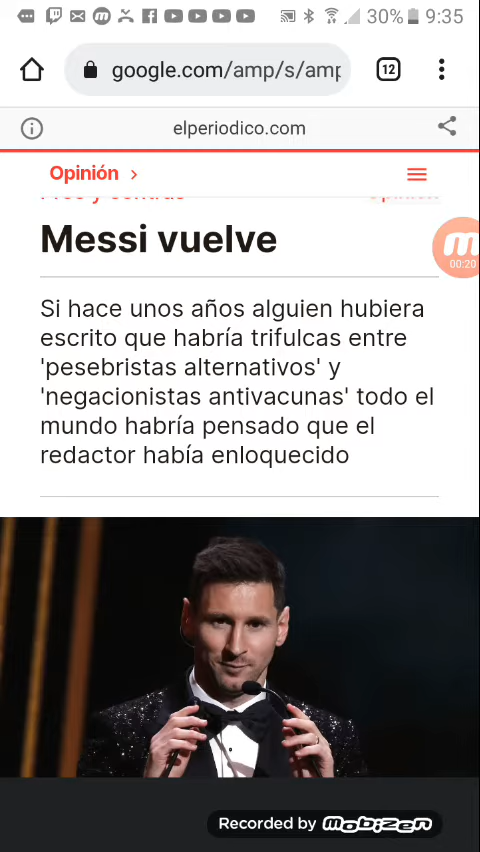 30% 9:35
google.com/amp/s/amp
12
elperiodico.com
Opinión >
Messi vuelve
00:20
Si hace unos años alguien hubiera
escrito que habría trifulcas entre
'pesebristas alternativos' y
'negacionistas antivacunas' todo el
mundo habría pensado que el
redactor había enloquecido
Recorded by Mobizen